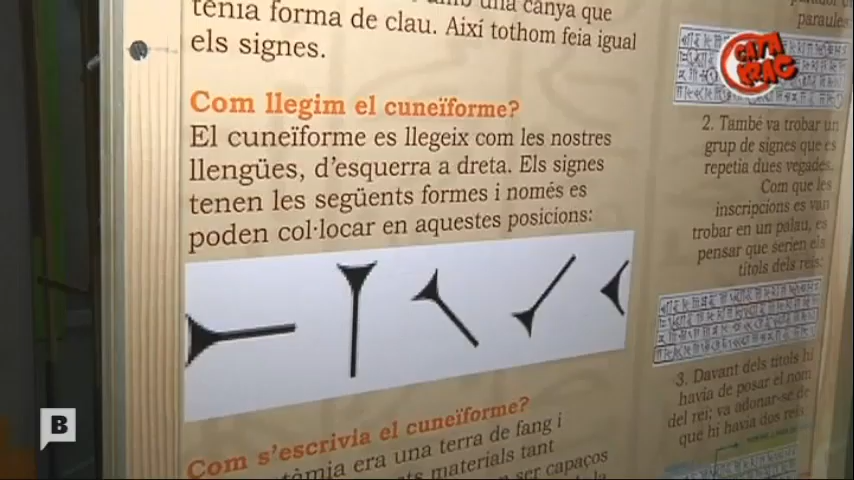 una canya que
tenia forma de clau. Així tothom feia igual
els signes.
Com llegim el cuneïforme?
El cuneïforme es llegeix com les nostres
llengües, d'esquerra a dreta. Els signes
tenen les següents formes i només es
poden col·locar en aquestes posicions:
Com s'escrivia el cuneïforme?
era una terra de fang i
materials tant
ser capaços
paraules
2. També va trobar un
grup de signes que es
repetia dues vegades.
Com que les
inscripcions es van
trobar en un palau, es
pensar que serien els
títols dels reis:
3. Davant dels títols hi
havia de posar el nom
del rei; va adonar-se de
que hi havia dos reis
CATA
KRAC
B